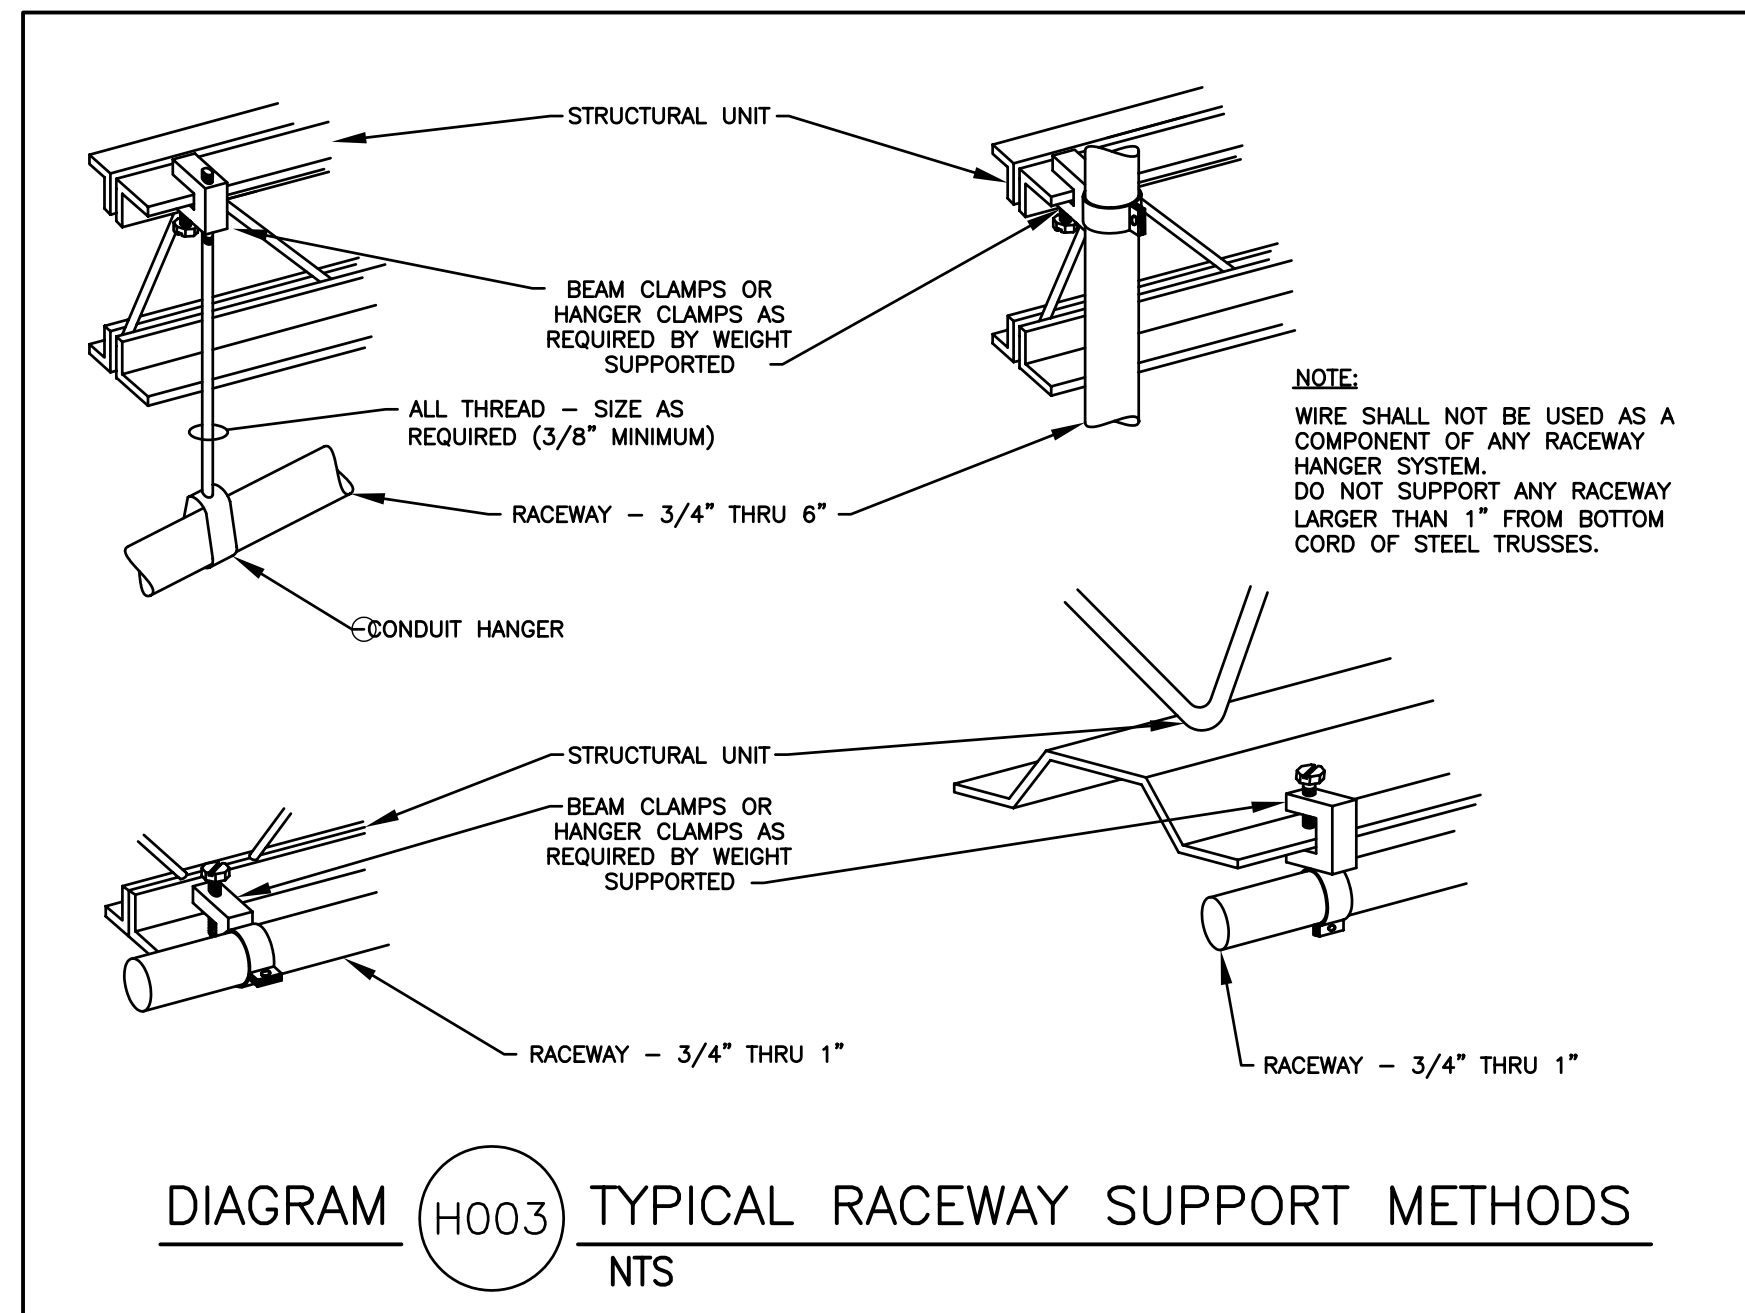 STRUCTURAL UNIT
BEAM CLAMPS OR
HANGER CLAMPS AS
REQUIRED BY WEIGHT
SUPPORTED
ALL THREAD – SIZE AS
REQUIRED (3/8" MINIMUM)
RACEWAY – 3/4" THRU 6"
CONDUIT HANGER
NOTE:
WIRE SHALL NOT BE USED AS A
COMPONENT OF ANY RACEWAY
HANGER SYSTEM.
DO NOT SUPPORT ANY RACEWAY
LARGER THAN 1" FROM BOTTOM
CORD OF STEEL TRUSSES.
STRUCTURAL UNIT
BEAM CLAMPS OR
HANGER CLAMPS AS
REQUIRED BY WEIGHT
SUPPORTED
RACEWAY – 3/4" THRU 1"
RACEWAY – 3/4" THRU 1"
DIAGRAM H003 TYPICAL RACEWAY SUPPORT METHODS
NTS